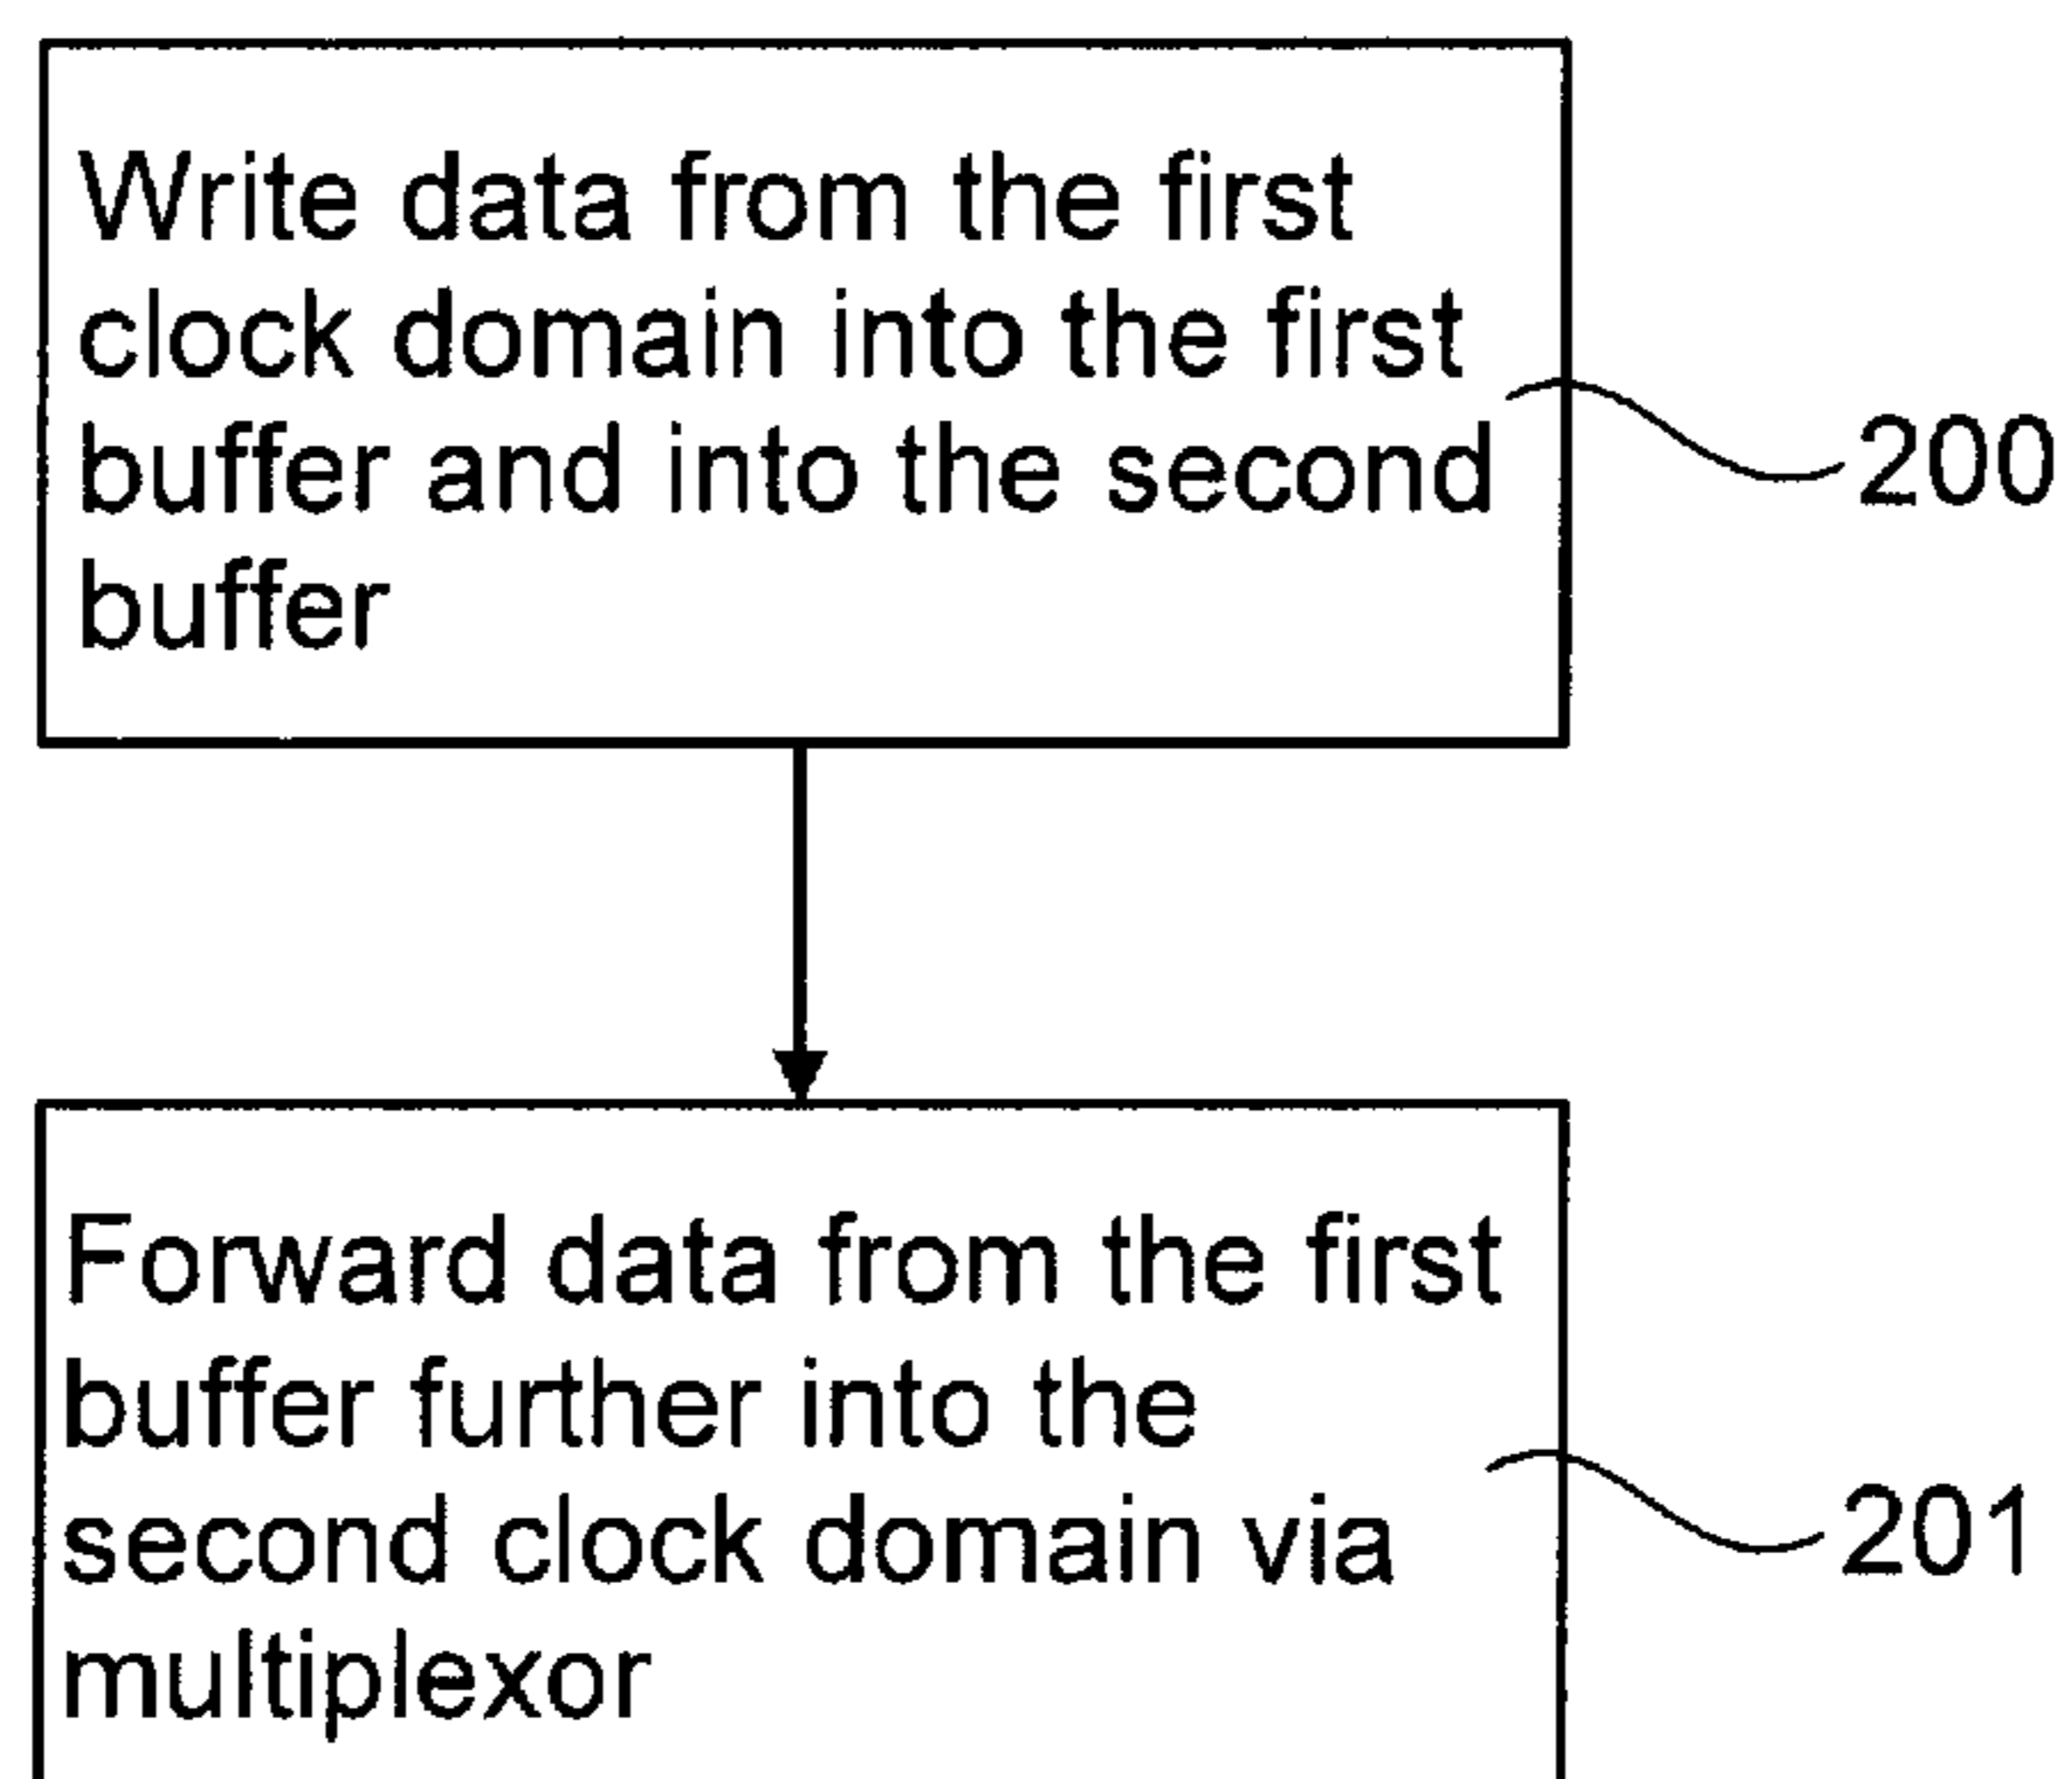 Write data from the first
clock domain into the first
buffer and into the second
buffer
200
Forward data from the first
buffer further into the
second clock domain via
multiplexor
201